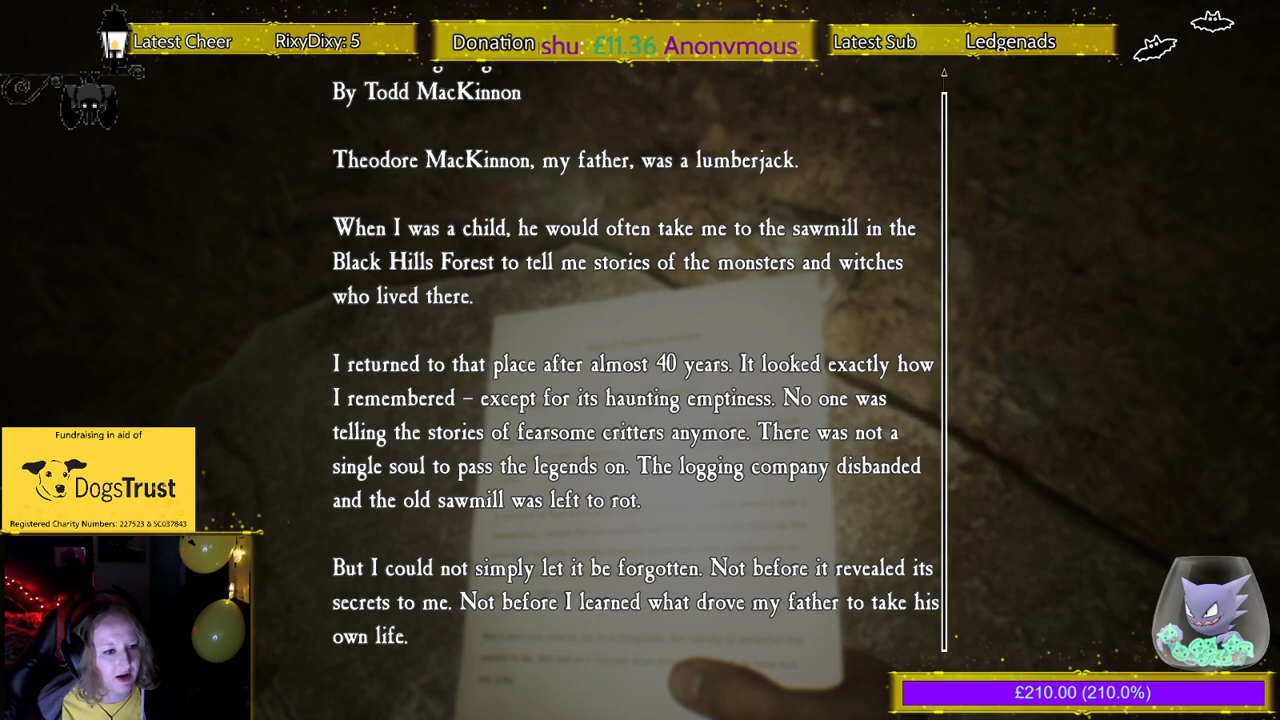 Latest Cheer
RixyDixy: 5
Donation
shu: £11.36 Anonymous
Latest Sub
Ledgenads
By Todd MacKinnon
Theodore MacKinnon, my father, was a lumberjack.
When I was a child, he would often take me to the sawmill in the
Black Hills Forest to tell me stories of the monsters and witches
who lived there.
I returned to that place after almost 40 years. It looked exactly how
I remembered – except for its haunting emptiness. No one was
telling the stories of fearsome critters anymore. There was not a
single soul to pass the legends on. The logging company disbanded
and the old sawmill was left to rot.
But I could not simply let it be forgotten. Not before it revealed its
secrets to me. Not before I learned what drove my father to take his
own life.
Fundraising in aid of
DogsTrust
Registered Charity Numbers: 227523 & SC037843
£210.00 (210.0%)